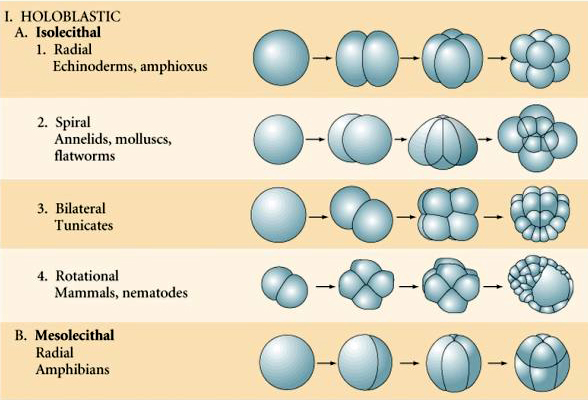 I. HOLOBLASTIC
A. Isolecithal
1. Radial
Echinoderms, amphioxus
2. Spiral
Annelids, molluscs,
flatworms
3. Bilateral
Tunicates
4. Rotational
Mammals, nematodes
B. Mesolecithal
Radial
Amphibians